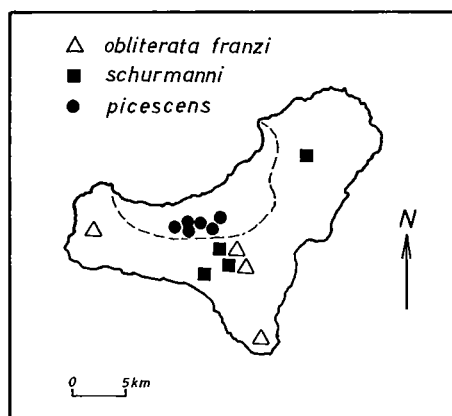 obliterata franzi
schurmanni
picescens
N
0 5km